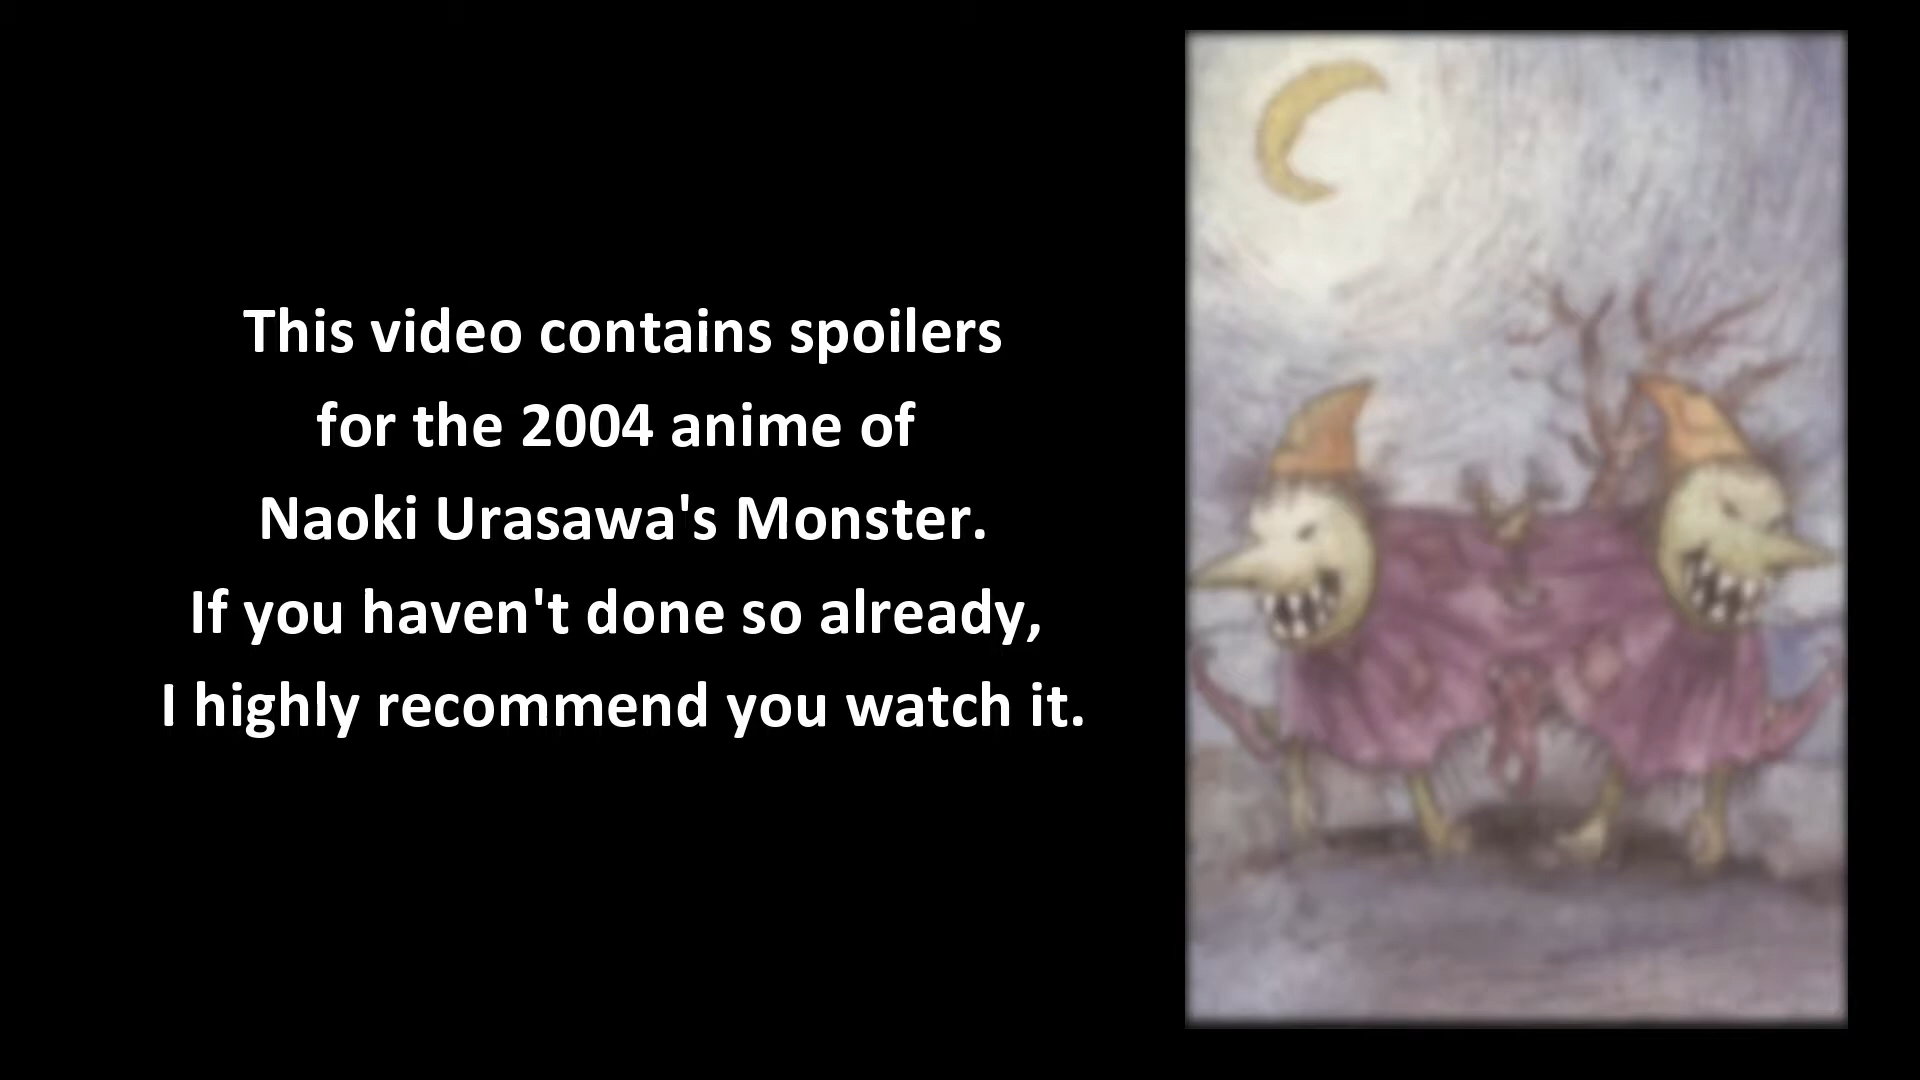 This video contains spoilers
for the 2004 anime of
Naoki Urasawa's Monster.
If you haven't done so already,
I highly recommend you watch it.